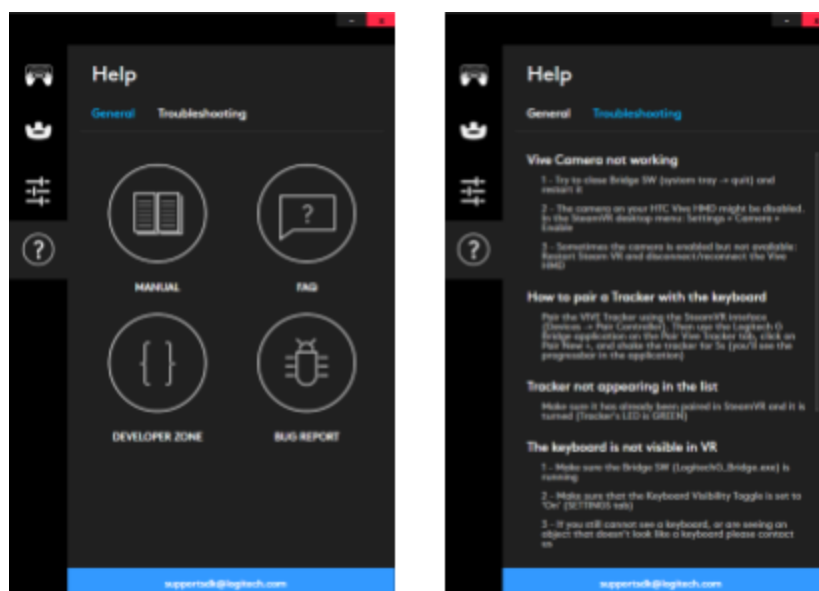 Help
General Troubleshooting
MANUAL
FAQ
DEVELOPER ZONE
BUG REPORT
supportsdk@logitech.com
Help
General Troubleshooting
Vive Camera not working
1 - Try to close Bridge SW (system tray -> quit) and
restart it
2 - The camera on your HTC Vive HMD might be disabled.
In the SteamVR desktop menu: Settings > Camera >
Enable
3 - Sometimes the camera is enabled but not available:
Restart Steam VR and disconnect/reconnect the Vive
HMD
How to pair a Tracker with the keyboard
Pair the VIVE Tracker using the SteamVR interface
(Devices -> Pair Controller). Then use the Logitech G
Bridge application on the Pair Vive Tracker tab, click on
Pair New +, and shake the tracker for 5s (you'll see the
progressbar in the application)
Tracker not appearing in the list
Make sure it has already been paired in SteamVR and it is
turned (Tracker's LED is GREEN)
The keyboard is not visible in VR
1 - Make sure the Bridge SW (LogitechG_Bridge.exe) is
running
2 - Make sure that the Keyboard Visibility Toggle is set to
'On' (SETTINGS tab)
3 - If you still cannot see a keyboard, or are seeing an
object that doesn't look like a keyboard please contact
us
supportsdk@logitech.com